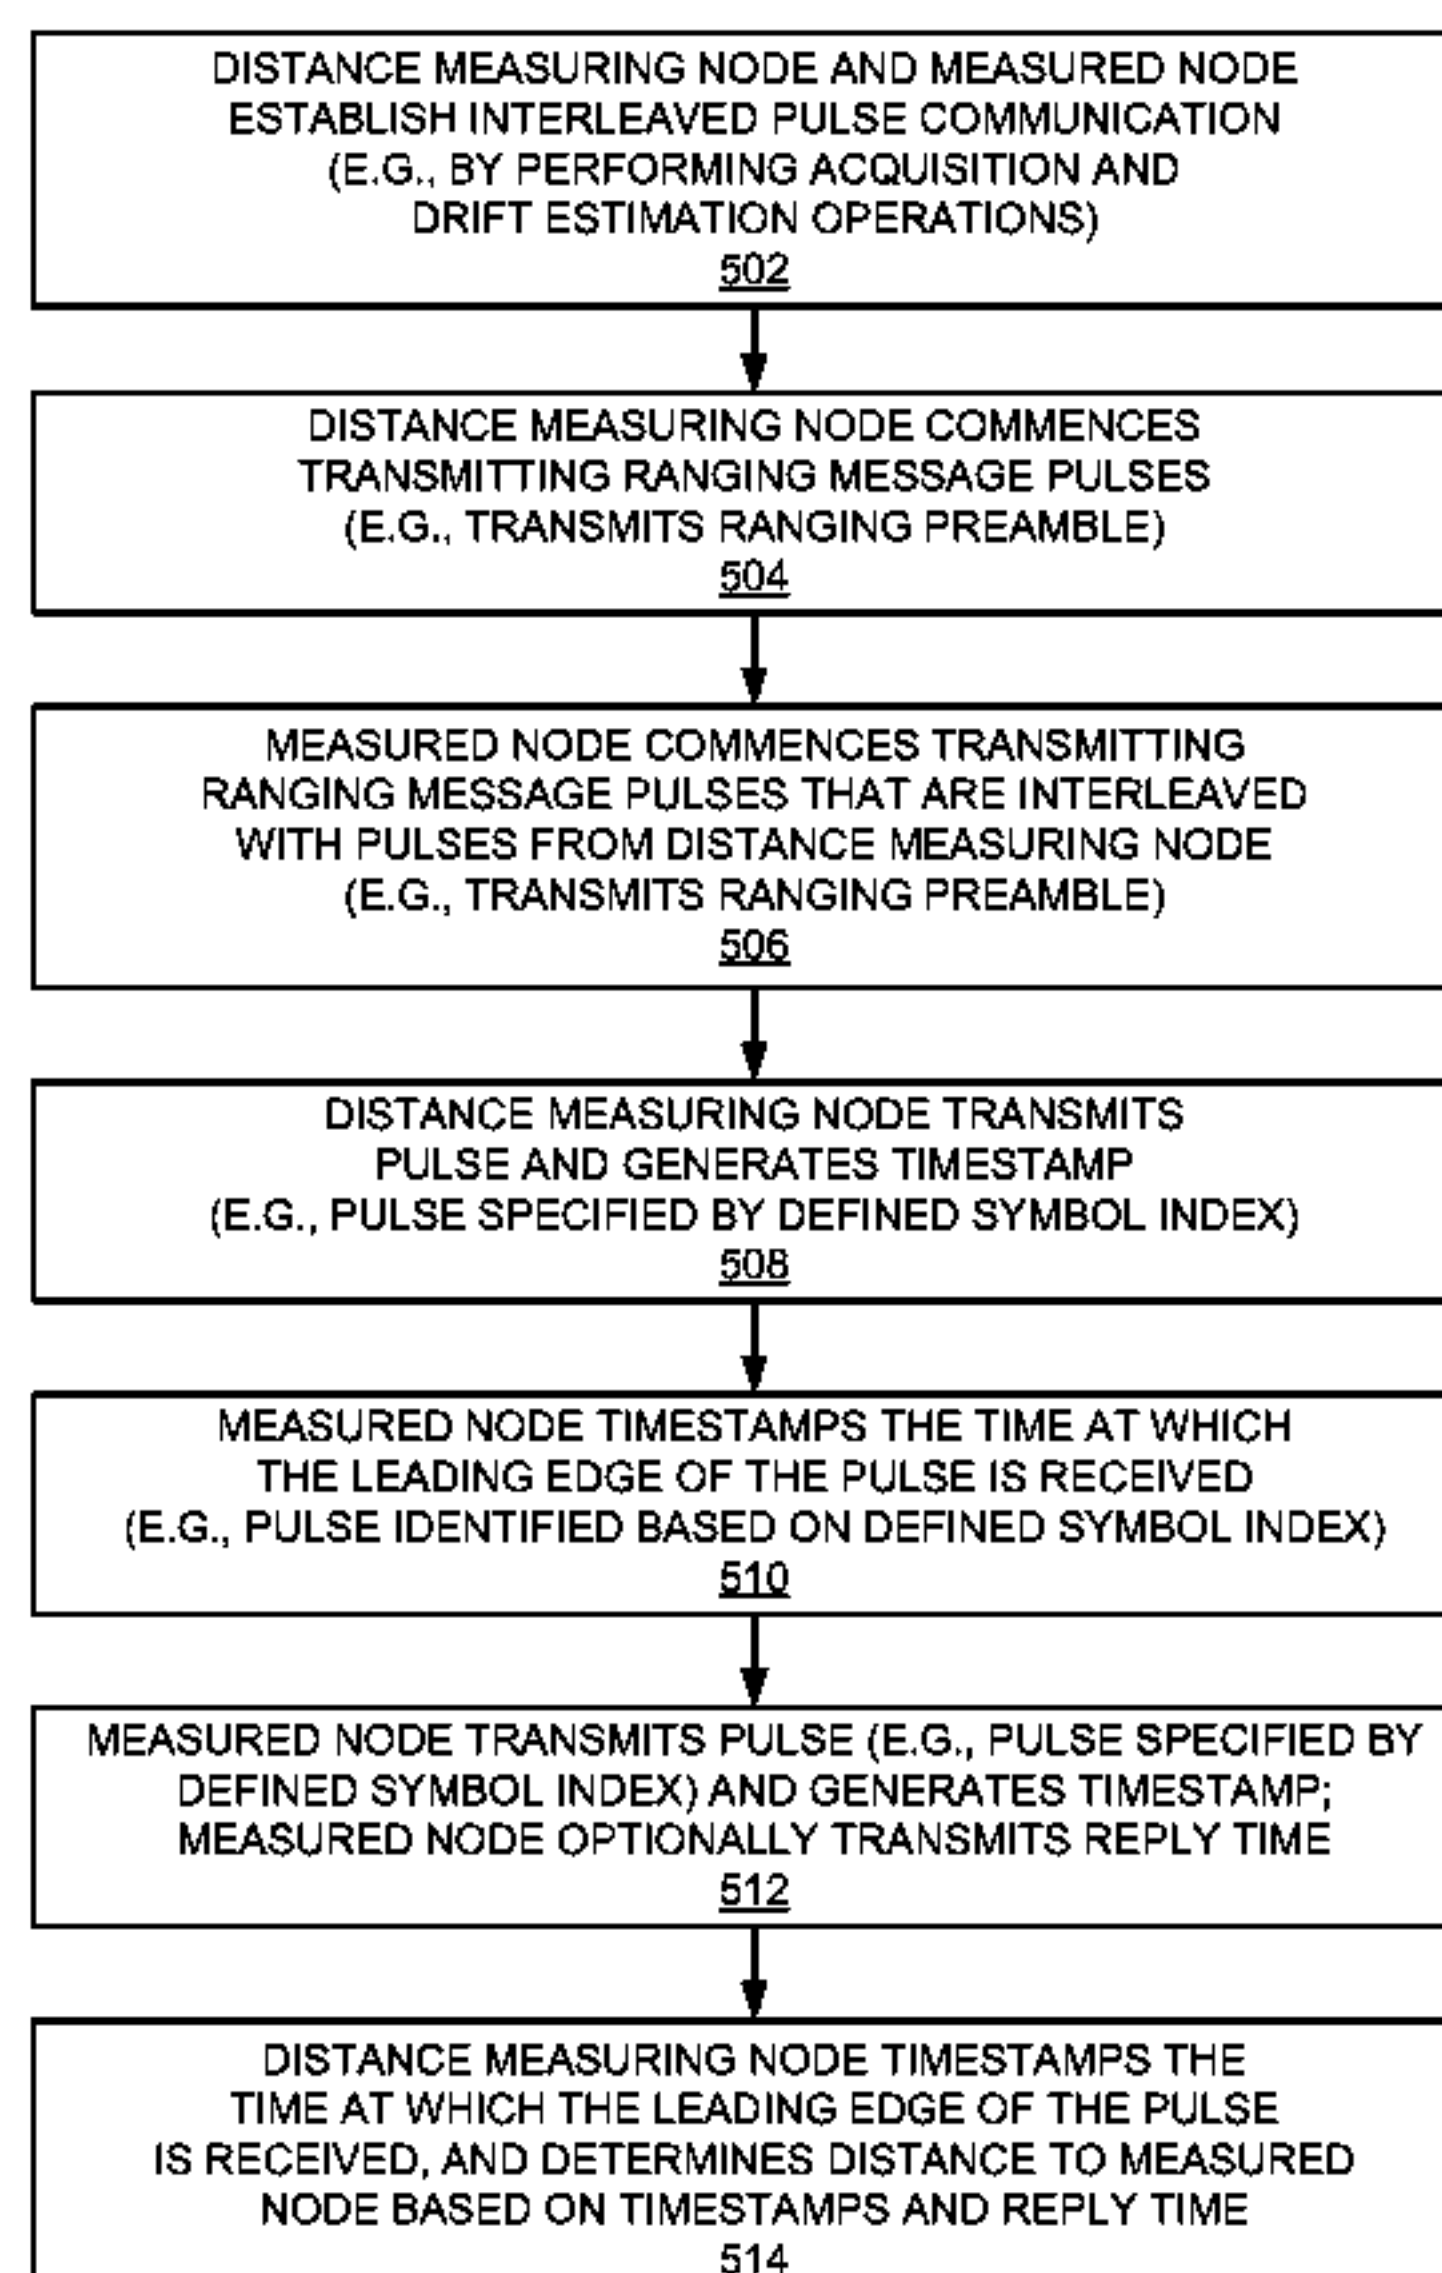 DISTANCE MEASURING NODE AND MEASURED NODE
ESTABLISH INTERLEAVED PULSE COMMUNICATION
(E.G., BY PERFORMING ACQUISITION AND
DRIFT ESTIMATION OPERATIONS)
502
DISTANCE MEASURING NODE COMMENCES
TRANSMITTING RANGING MESSAGE PULSES
(E.G., TRANSMITS RANGING PREAMBLE)
504
MEASURED NODE COMMENCES TRANSMITTING
RANGING MESSAGE PULSES THAT ARE INTERLEAVED
WITH PULSES FROM DISTANCE MEASURING NODE
(E.G., TRANSMITS RANGING PREAMBLE)
506
DISTANCE MEASURING NODE TRANSMITS
PULSE AND GENERATES TIMESTAMP
(E.G., PULSE SPECIFIED BY DEFINED SYMBOL INDEX)
508
MEASURED NODE TIMESTAMPS THE TIME AT WHICH
THE LEADING EDGE OF THE PULSE IS RECEIVED
(E.G., PULSE IDENTIFIED BASED ON DEFINED SYMBOL INDEX)
510
MEASURED NODE TRANSMITS PULSE (E.G., PULSE SPECIFIED BY
DEFINED SYMBOL INDEX) AND GENERATES TIMESTAMP;
MEASURED NODE OPTIONALLY TRANSMITS REPLY TIME
512
DISTANCE MEASURING NODE TIMESTAMPS THE
TIME AT WHICH THE LEADING EDGE OF THE PULSE
IS RECEIVED, AND DETERMINES DISTANCE TO MEASURED
NODE BASED ON TIMESTAMPS AND REPLY TIME
514